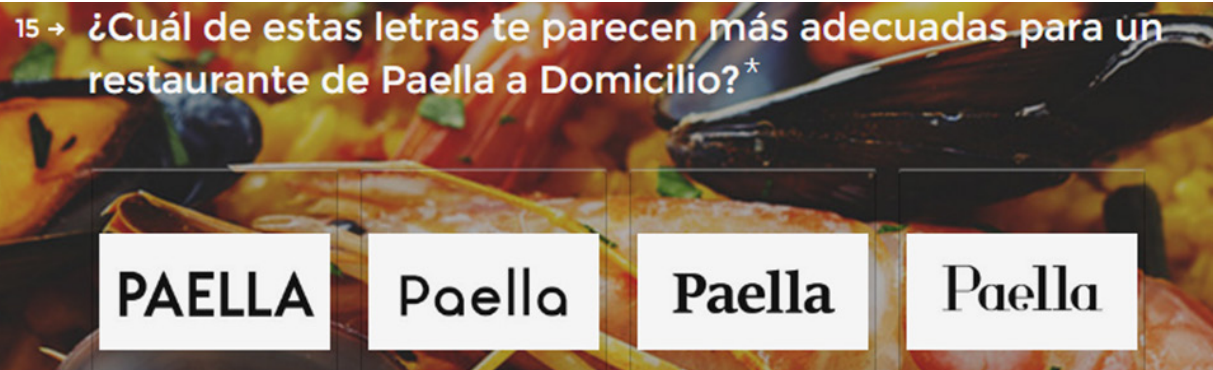 15 → ¿Cuál de estas letras te parecen más adecuadas para un
restaurante de Paella a Domicilio?*
PAELLA
Paella
Paella
Paella